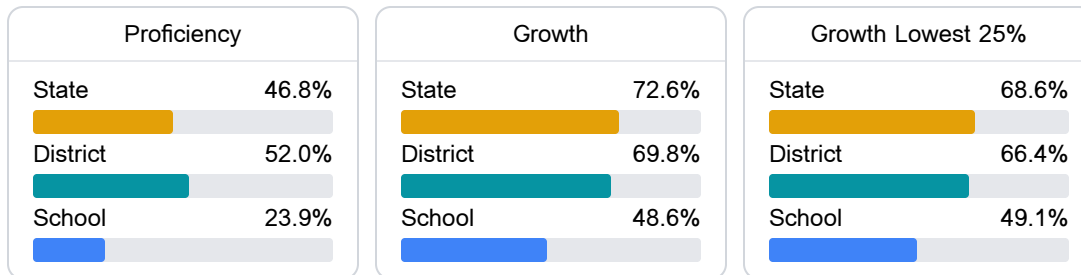 Proficiency
State 46.8%
District 52.0%
School 23.9%
Growth
State 72.6%
District 69.8%
School 48.6%
Growth Lowest 25%
State 68.6%
District 66.4%
School 49.1%